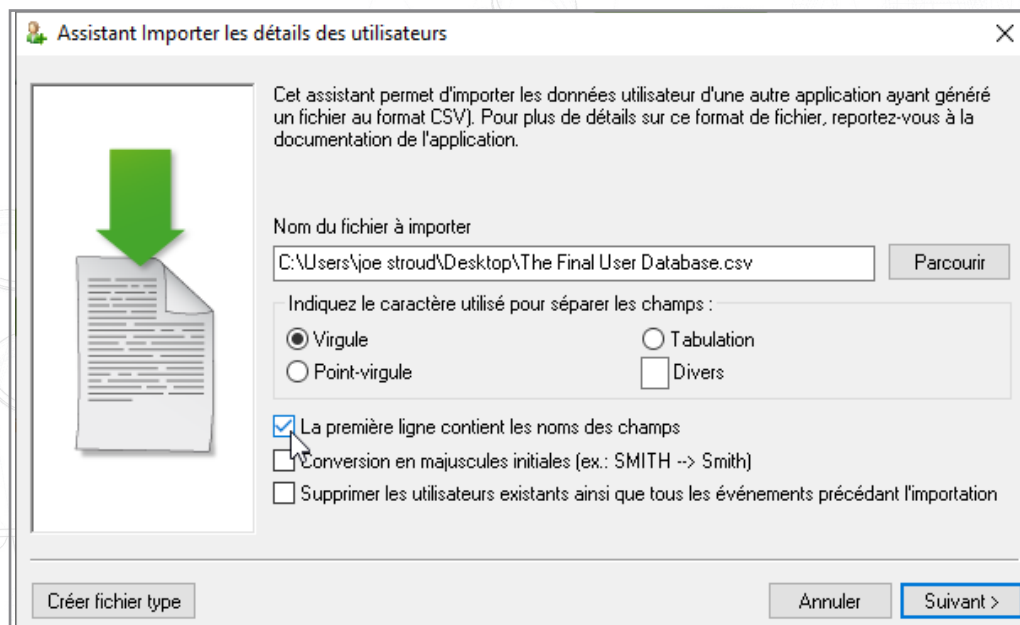 Assistant Importer les détails des utilisateurs
Cet assistant permet d'importer les données utilisateur d'une autre application ayant généré
un fichier au format CSV). Pour plus de détails sur ce format de fichier, reportez-vous à la
documentation de l'application.
Nom du fichier à importer
C:\Users\joe stroud\Desktop\The Final User Database.csv
Parcourir
Indiquez le caractère utilisé pour séparer les champs :
Virgule
Tabulation
Point-virgule
Divers
La première ligne contient les noms des champs
Conversion en majuscules initiales (ex.: SMITH --> Smith)
Supprimer les utilisateurs existants ainsi que tous les événements précédant l'importation
Créer fichier type
Annuler
Suivant >